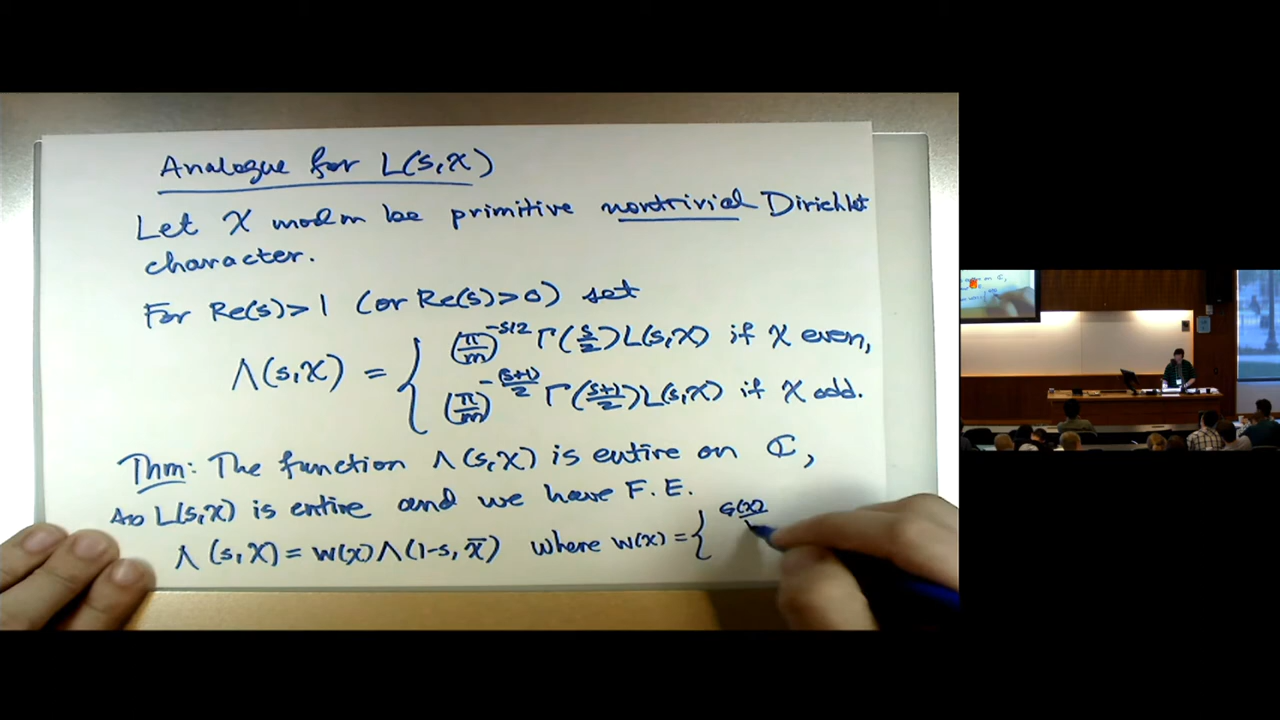 Analogue for L(s,χ)
Let χ mod m be primitive nontrivial Dirichlet
character.
For Re(s)>1 (or Re(s)>0) set
Λ(s,χ) = { (π/m)^{-s/2} Γ(s/2) L(s,χ) if χ even,
(π/m)^{-(s+1)/2} Γ((s+1)/2) L(s,χ) if χ odd.
Thm: The function Λ(s,χ) is entire on ℂ,
so L(s,χ) is entire and we have F.E.
Λ(s,χ) = w(χ)Λ(1-s, χ̄) where w(χ) = { G(χ)